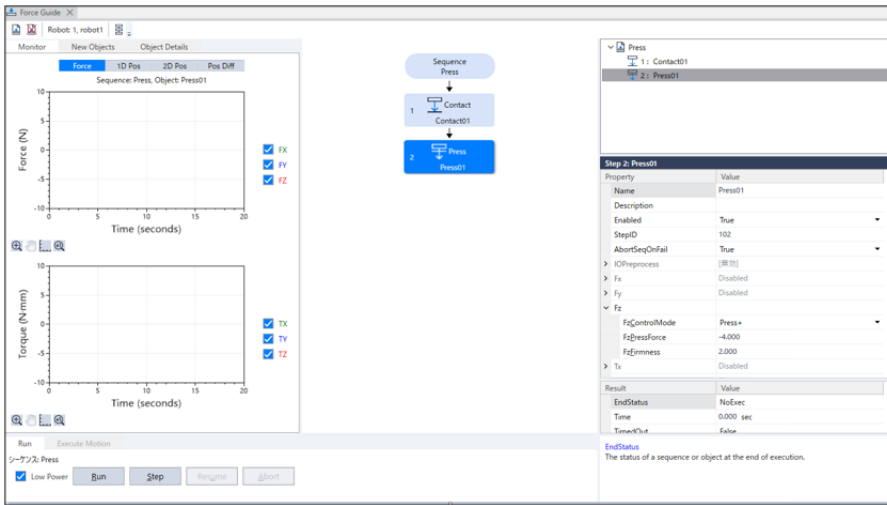 Force Guide
Robot: 1, robot1
Monitor New Objects Object Details
Force 1D Pos 2D Pos Pos Diff
Sequence: Press, Object: Press01
10
5
0
-5
-10
Force (N)
0 5 10 15 20
Time (seconds)
FX
FY
FZ
10
5
0
-5
-10
Torque (N·mm)
0 5 10 15 20
Time (seconds)
TX
TY
TZ
Run Execute Motion
シーケンス: Press
Low Power Run Step Resume Abort
Sequence
Press
1 Contact
Contact01
2 Press
Press01
Press
1 : Contact01
2 : Press01
Step 2: Press01
Property Value
Name Press01
Description
Enabled True
StepID 102
AbortSeqOnFail True
IOPreprocess [無効]
Fx Disabled
Fy Disabled
Fz
FzControlMode Press+
FzPressForce -4.000
FzFirmness 2.000
Tx Disabled
Result Value
EndStatus NoExec
Time 0.000 sec
TimedOut False
EndStatus
The status of a sequence or object at the end of execution.